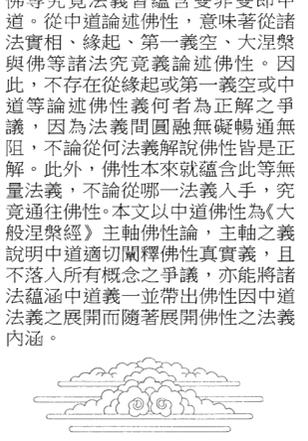 佛等究竟法義皆蘊含雙非雙即中
道。從中道論述佛性，意味著從諸
法實相、緣起、第一義空、大涅槃
與佛等諸法究竟義論述佛性。因
此，不存在從緣起或第一義空或中
道等論述佛性義何者為正解之爭
議，因為法義間圓融無礙暢通無
阻，不論從何法義解說佛性皆是正
解。此外，佛性本來就蘊含此等無
量法義，不論從哪一法義入手，究
竟通往佛性。本文以中道佛性為《大
般涅槃經》主軸佛性論，主軸之義
說明中道適切闡釋佛性真實義，且
不落入所有概念之爭議，亦能將諸
法蘊涵中道義一並帶出佛性因中道
法義之展開而隨著展開佛性之法義
內涵。